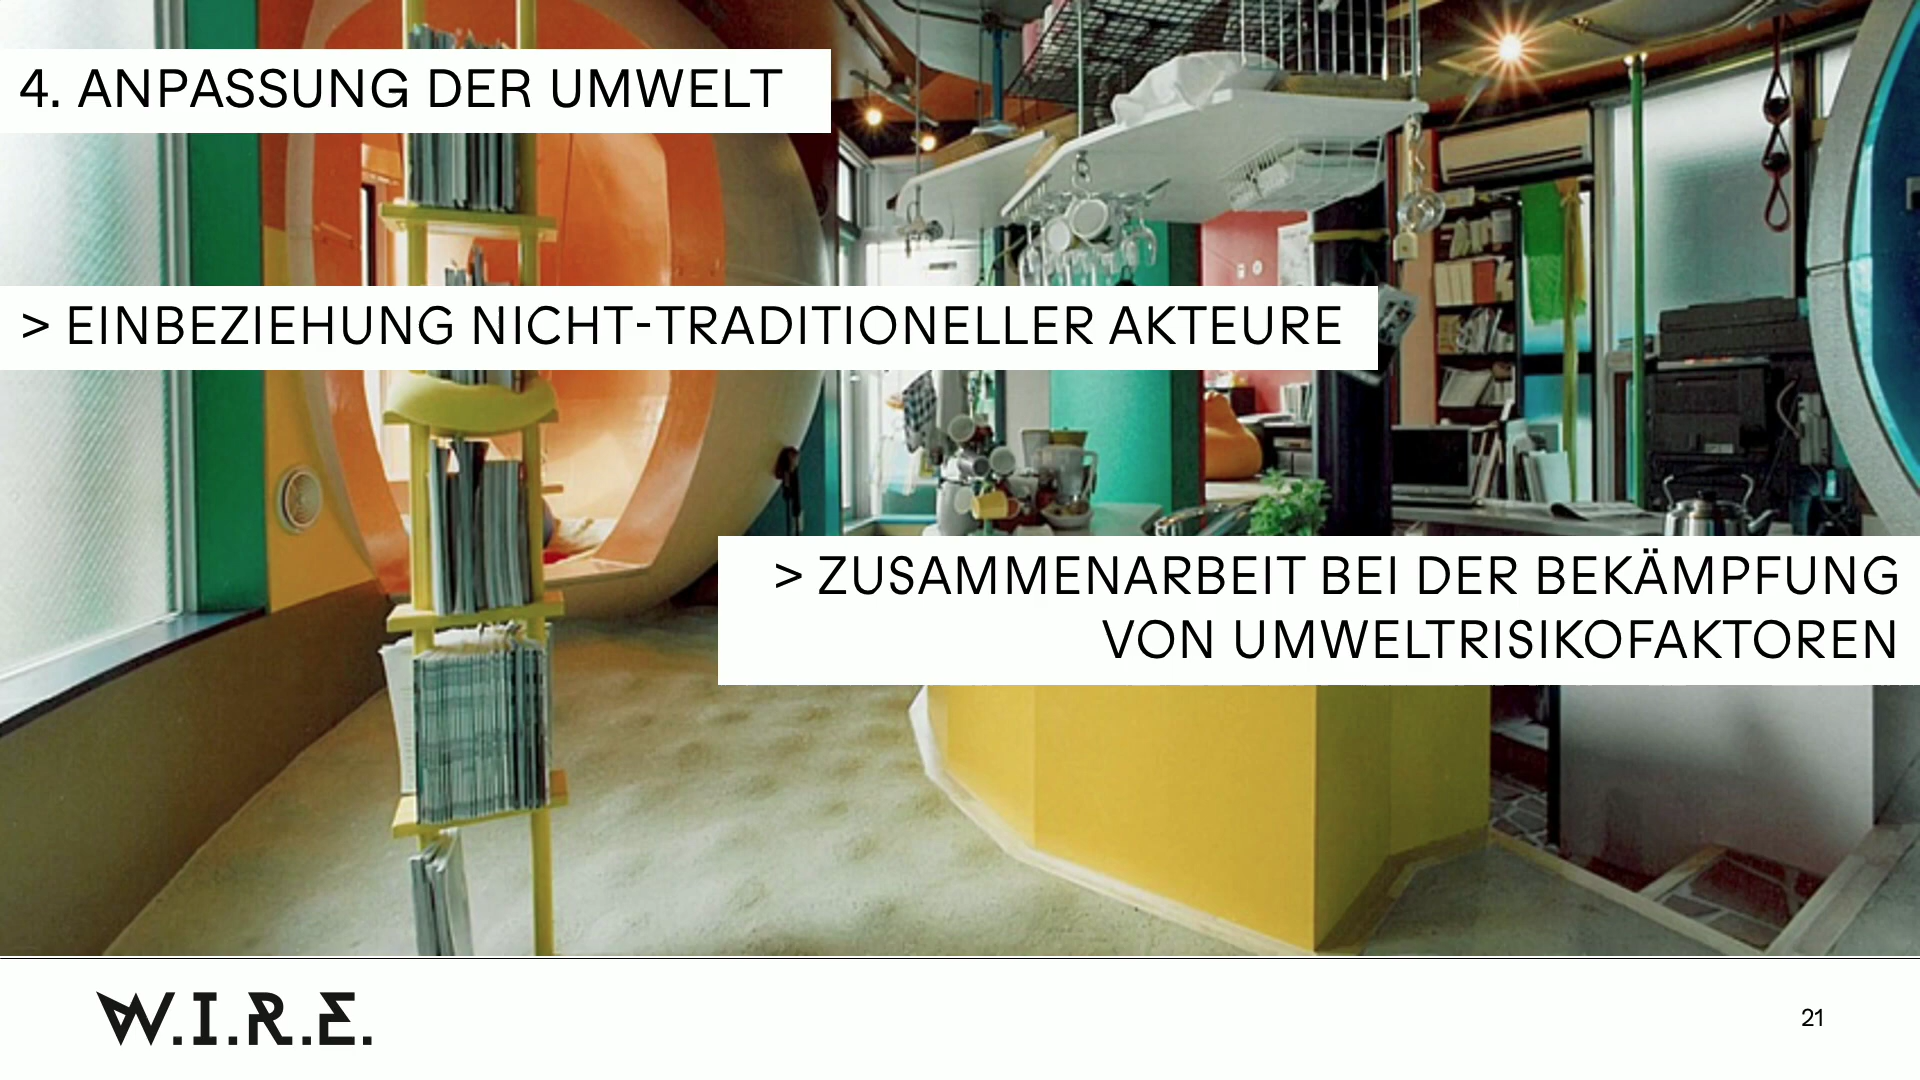 4. ANPASSUNG DER UMWELT
> EINBEZIEHUNG NICHT-TRADITIONELLER AKTEURE
> ZUSAMMENARBEIT BEI DER BEKÄMPFUNG
VON UMWELTRISIKOFAKTOREN
W.I.R.E.
21